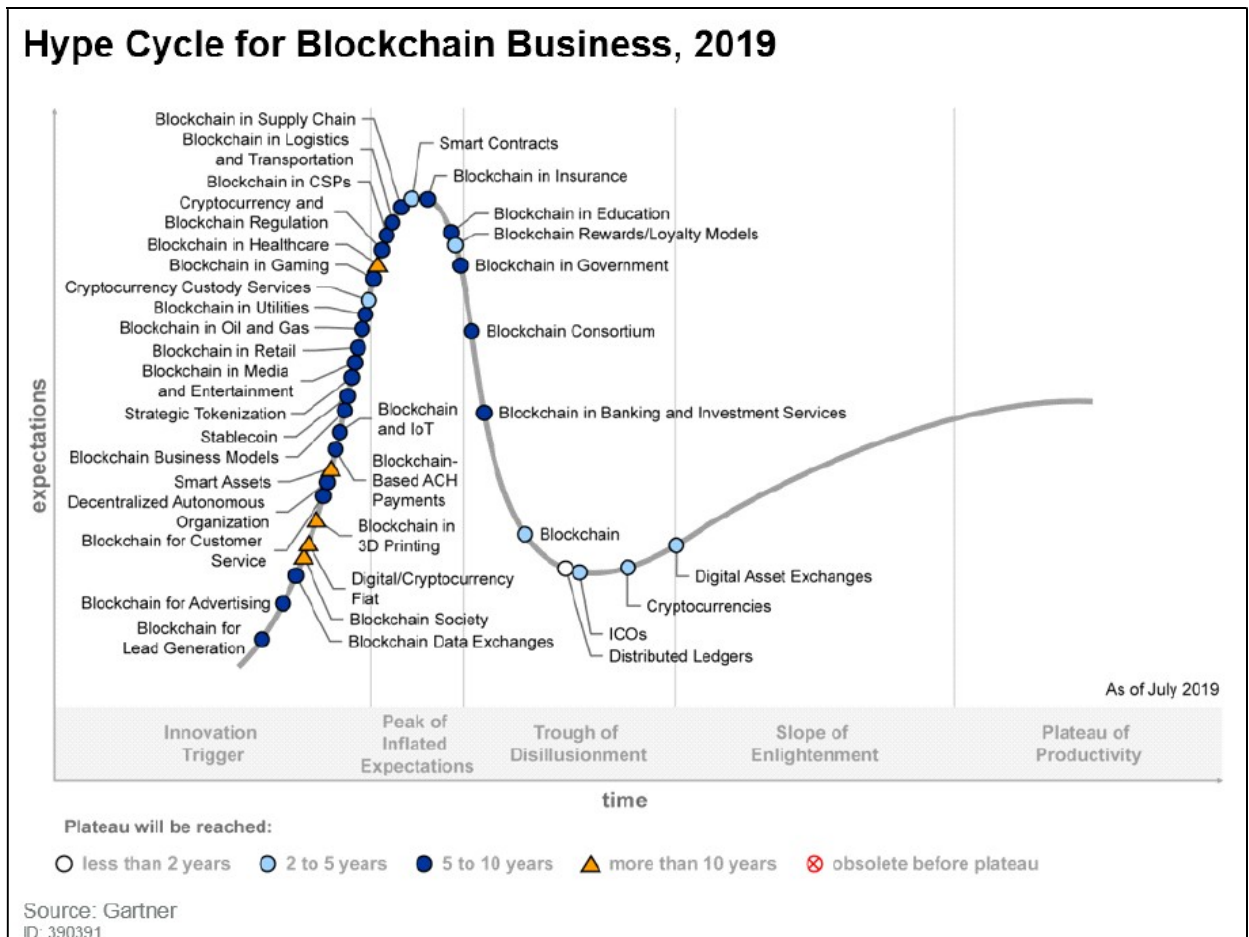 Hype Cycle for Blockchain Business, 2019
Blockchain in Supply Chain
Blockchain in Logistics
and Transportation
Blockchain in CSPs
Cryptocurrency and
Blockchain Regulation
Blockchain in Healthcare
Blockchain in Gaming
Cryptocurrency Custody Services
Blockchain in Utilities
Blockchain in Oil and Gas
Blockchain in Retail
Blockchain in Media
and Entertainment
Strategic Tokenization
Stablecoin
Blockchain Business Models
Smart Assets
Decentralized Autonomous
Organization
Blockchain for Customer
Service
Blockchain for Advertising
Blockchain for
Lead Generation
Smart Contracts
Blockchain in Insurance
Blockchain in Education
Blockchain Rewards/Loyalty Models
Blockchain in Government
Blockchain Consortium
Blockchain in Banking and Investment Services
Blockchain
and IoT
Blockchain-
Based ACH
Payments
Blockchain in
3D Printing
Digital/Cryptocurrency
Fiat
Blockchain Society
Blockchain Data Exchanges
Blockchain
Digital Asset Exchanges
Cryptocurrencies
ICOs
Distributed Ledgers
expectations
As of July 2019
Innovation
Trigger
Peak of
Inflated
Expectations
Trough of
Disillusionment
Slope of
Enlightenment
Plateau of
Productivity
time
Plateau will be reached:
less than 2 years
2 to 5 years
5 to 10 years
more than 10 years
obsolete before plateau
Source: Gartner
ID: 390391